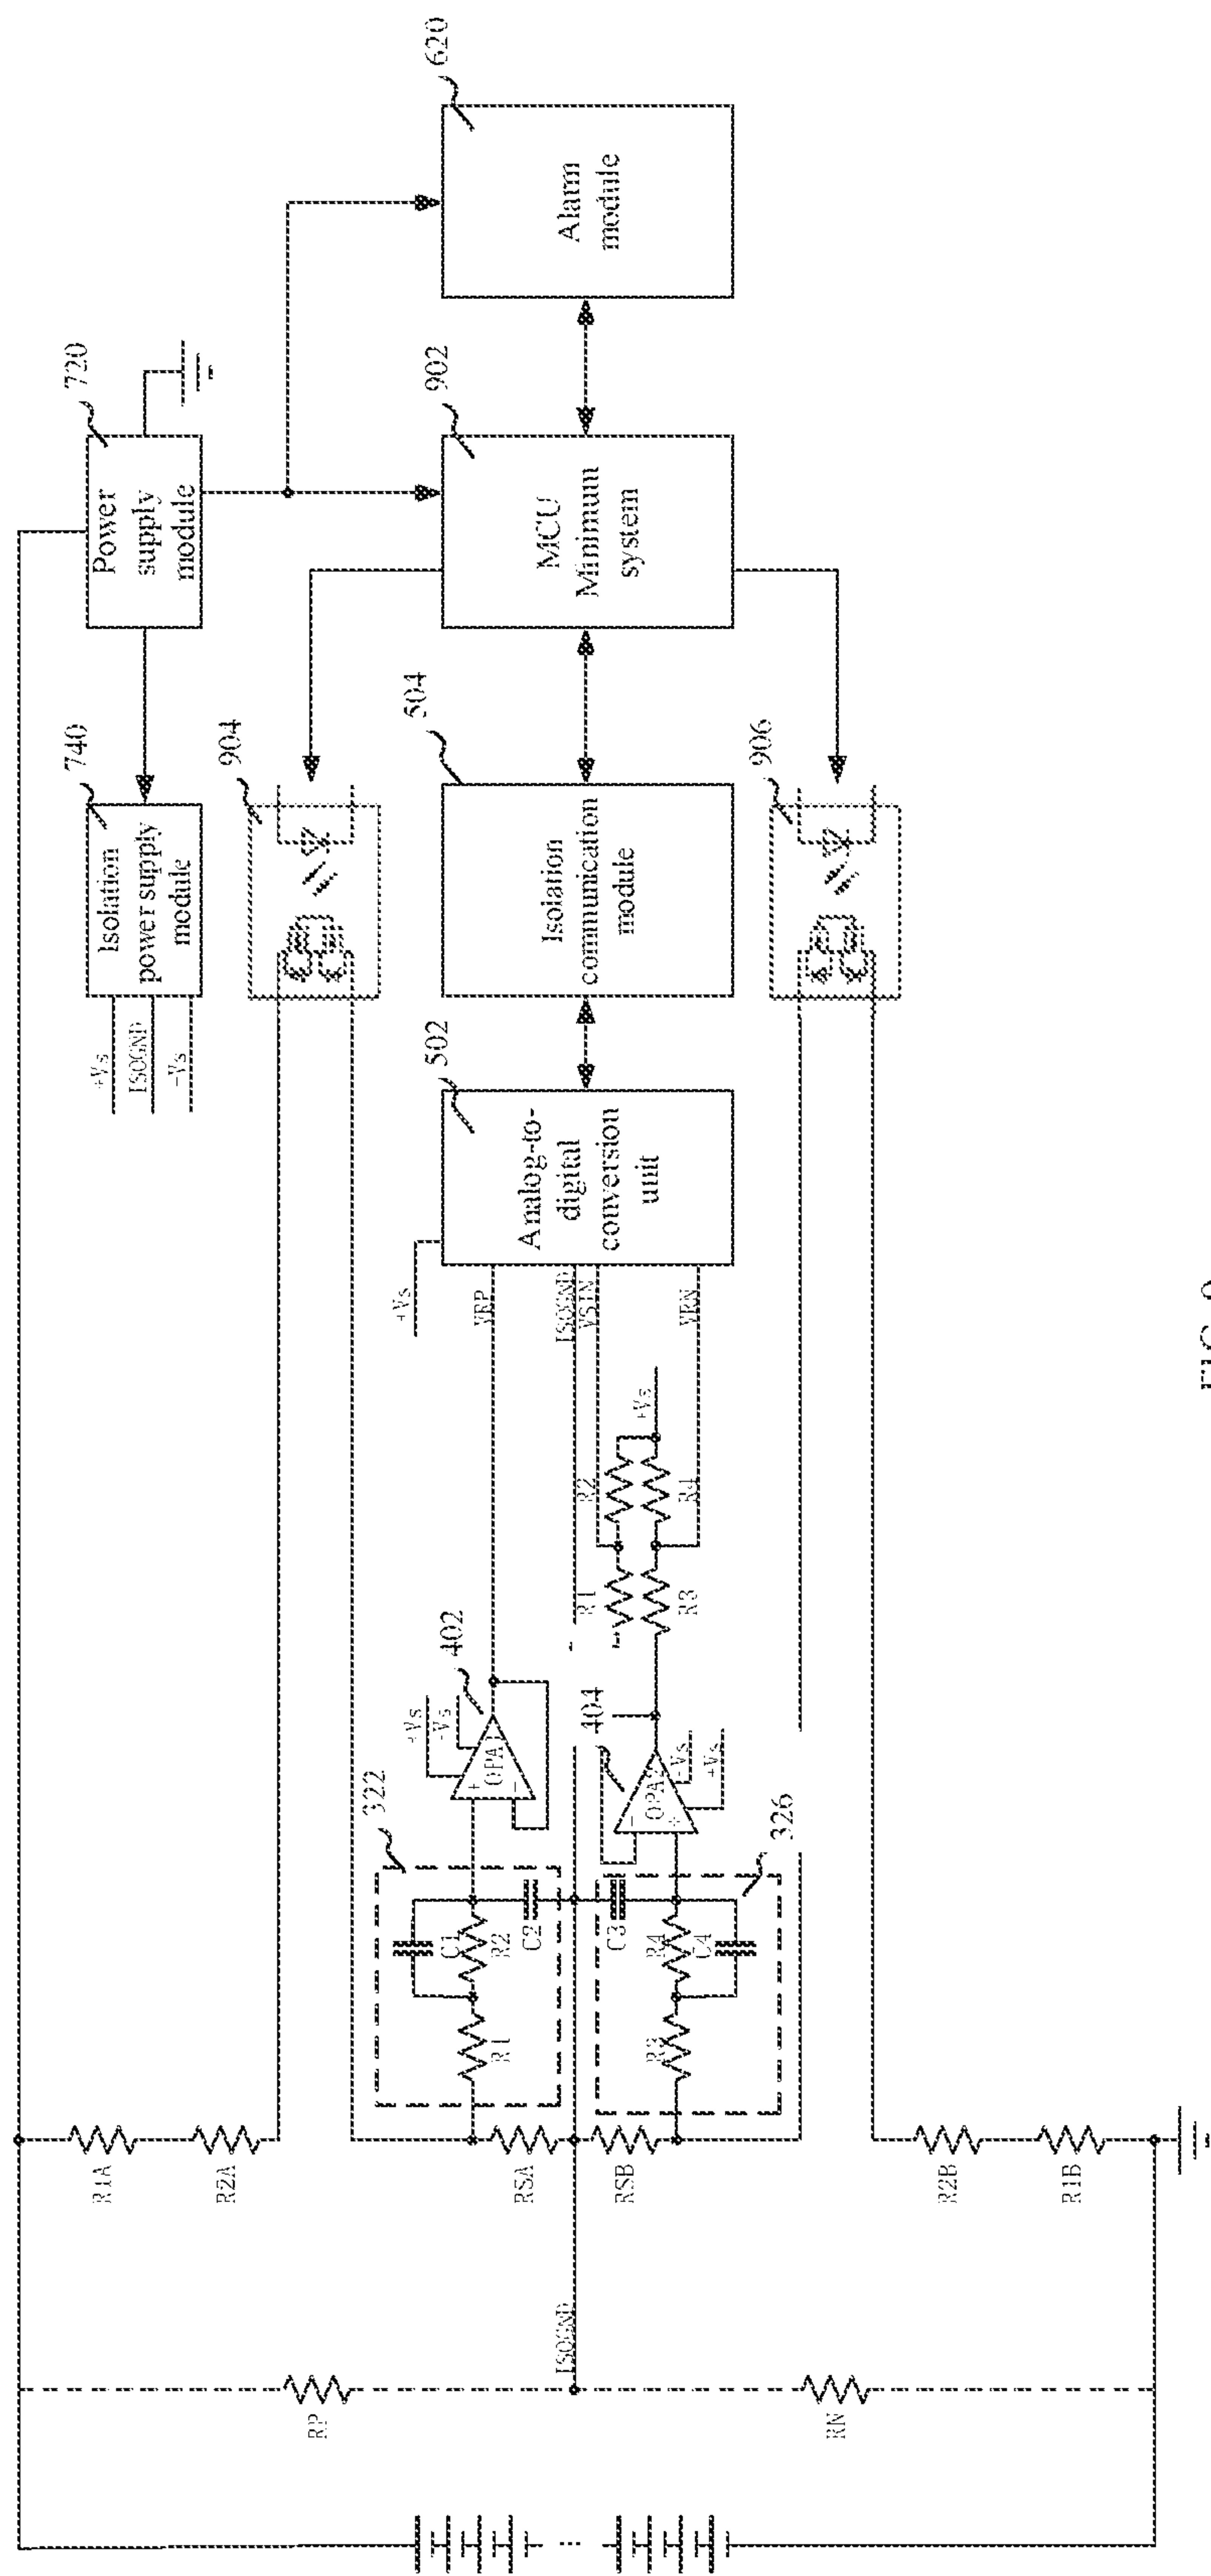 RP
RN
ISOGND
R1A
R2A
RSA
RSB
R2B
R1B
322
R1
C1
R2
C2
326
C3
R4
C4
402
+Vs
-Vs
OPA1
+
-
404
-
+
-Vs
+Vs
R1
R2
R3
R4
+Vs
+Vs
VRP
ISOGND
VSIN
VRN
502
Analog-to-
digital
conversion
unit
+Vs
ISOGND
-Vs
740
Isolation
power supply
module
904
504
Isolation
communication
module
906
720
Power
supply
module
902
MCU
Minimum
system
620
Alarm
module